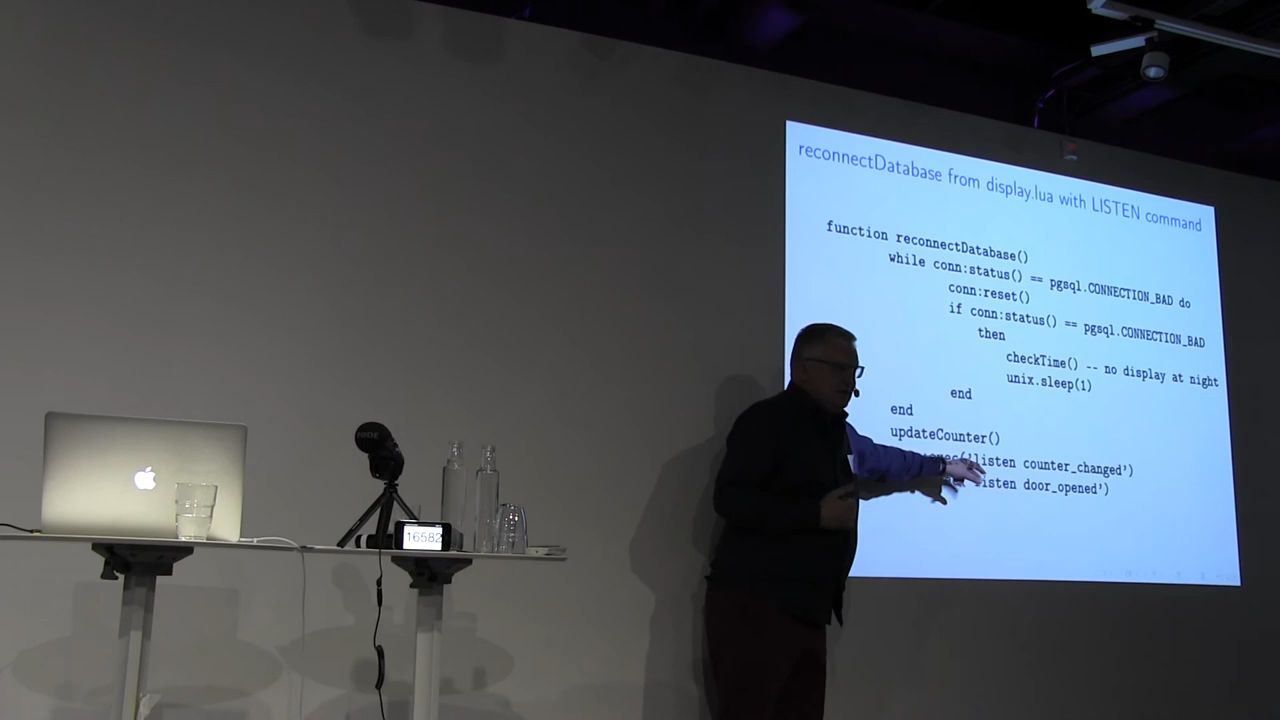 reconnectDatabase from display.lua with LISTEN command
function reconnectDatabase()
while conn:status() == pgsql.CONNECTION_BAD do
conn:reset()
if conn:status() == pgsql.CONNECTION_BAD
then
checkTime() -- no display at night
unix.sleep(1)
end
end
updateCounter()
'listen counter_changed')
listen door_opened')
RODE
16582